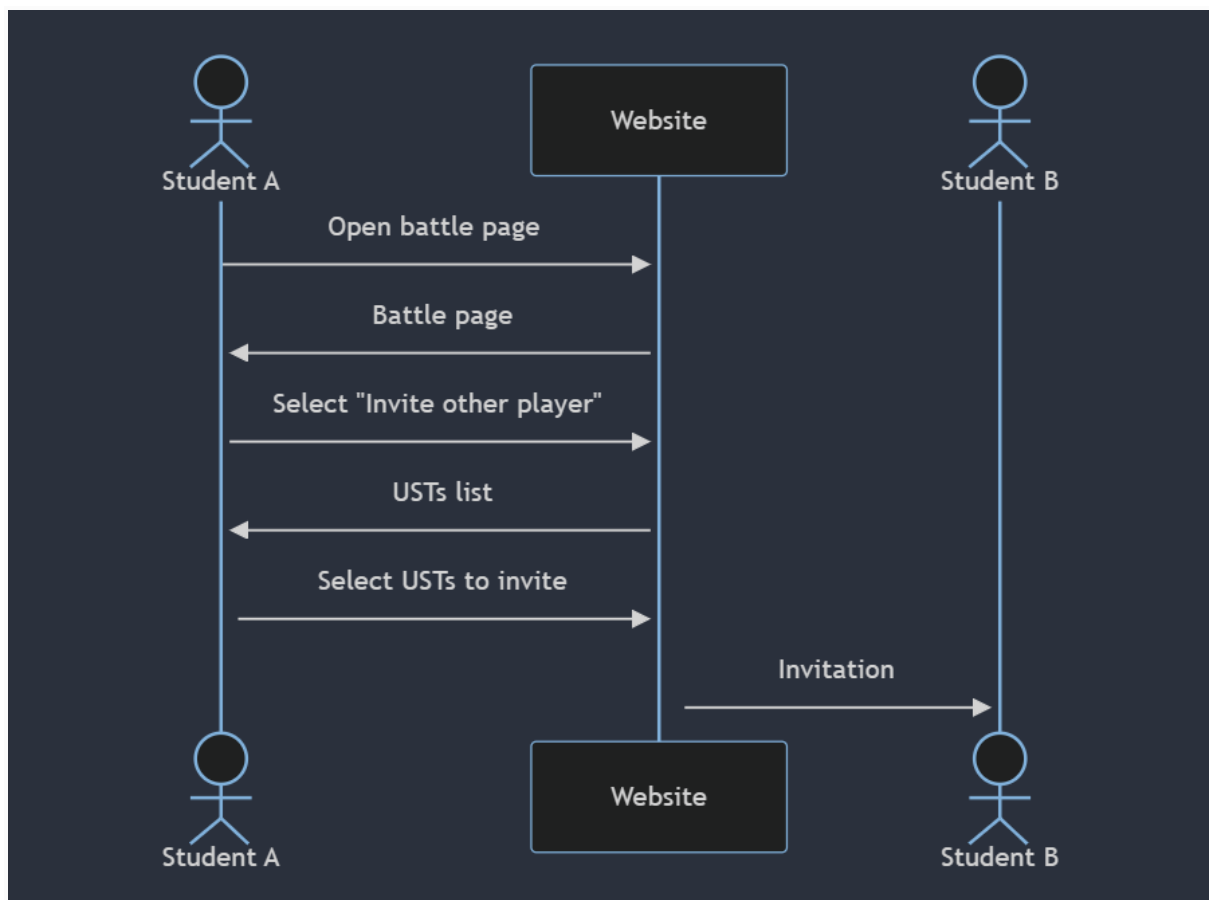 Website
Student A
Student B
Open battle page
Battle page
Select "Invite other player"
USTs list
Select USTs to invite
Invitation
Website
Student A
Student B